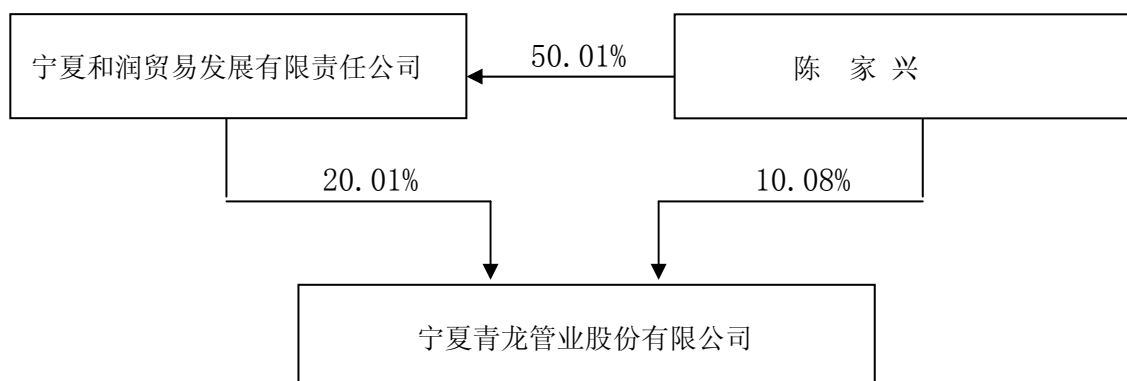 宁夏和润贸易发展有限责任公司
50.01%
陈 家 兴
20.01%
10.08%
宁夏青龙管业股份有限公司